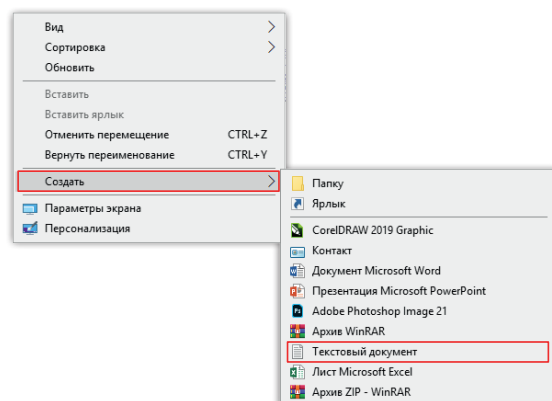 Вид
Сортировка
Обновить
Вставить
Вставить ярлык
Отменить перемещение CTRL+Z
Вернуть переименование CTRL+Y
Создать
Параметры экрана
Персонализация
Папку
Ярлык
CorelDRAW 2019 Graphic
Контакт
Документ Microsoft Word
Презентация Microsoft PowerPoint
Adobe Photoshop Image 21
Архив WinRAR
Текстовый документ
Лист Microsoft Excel
Архив ZIP - WinRAR